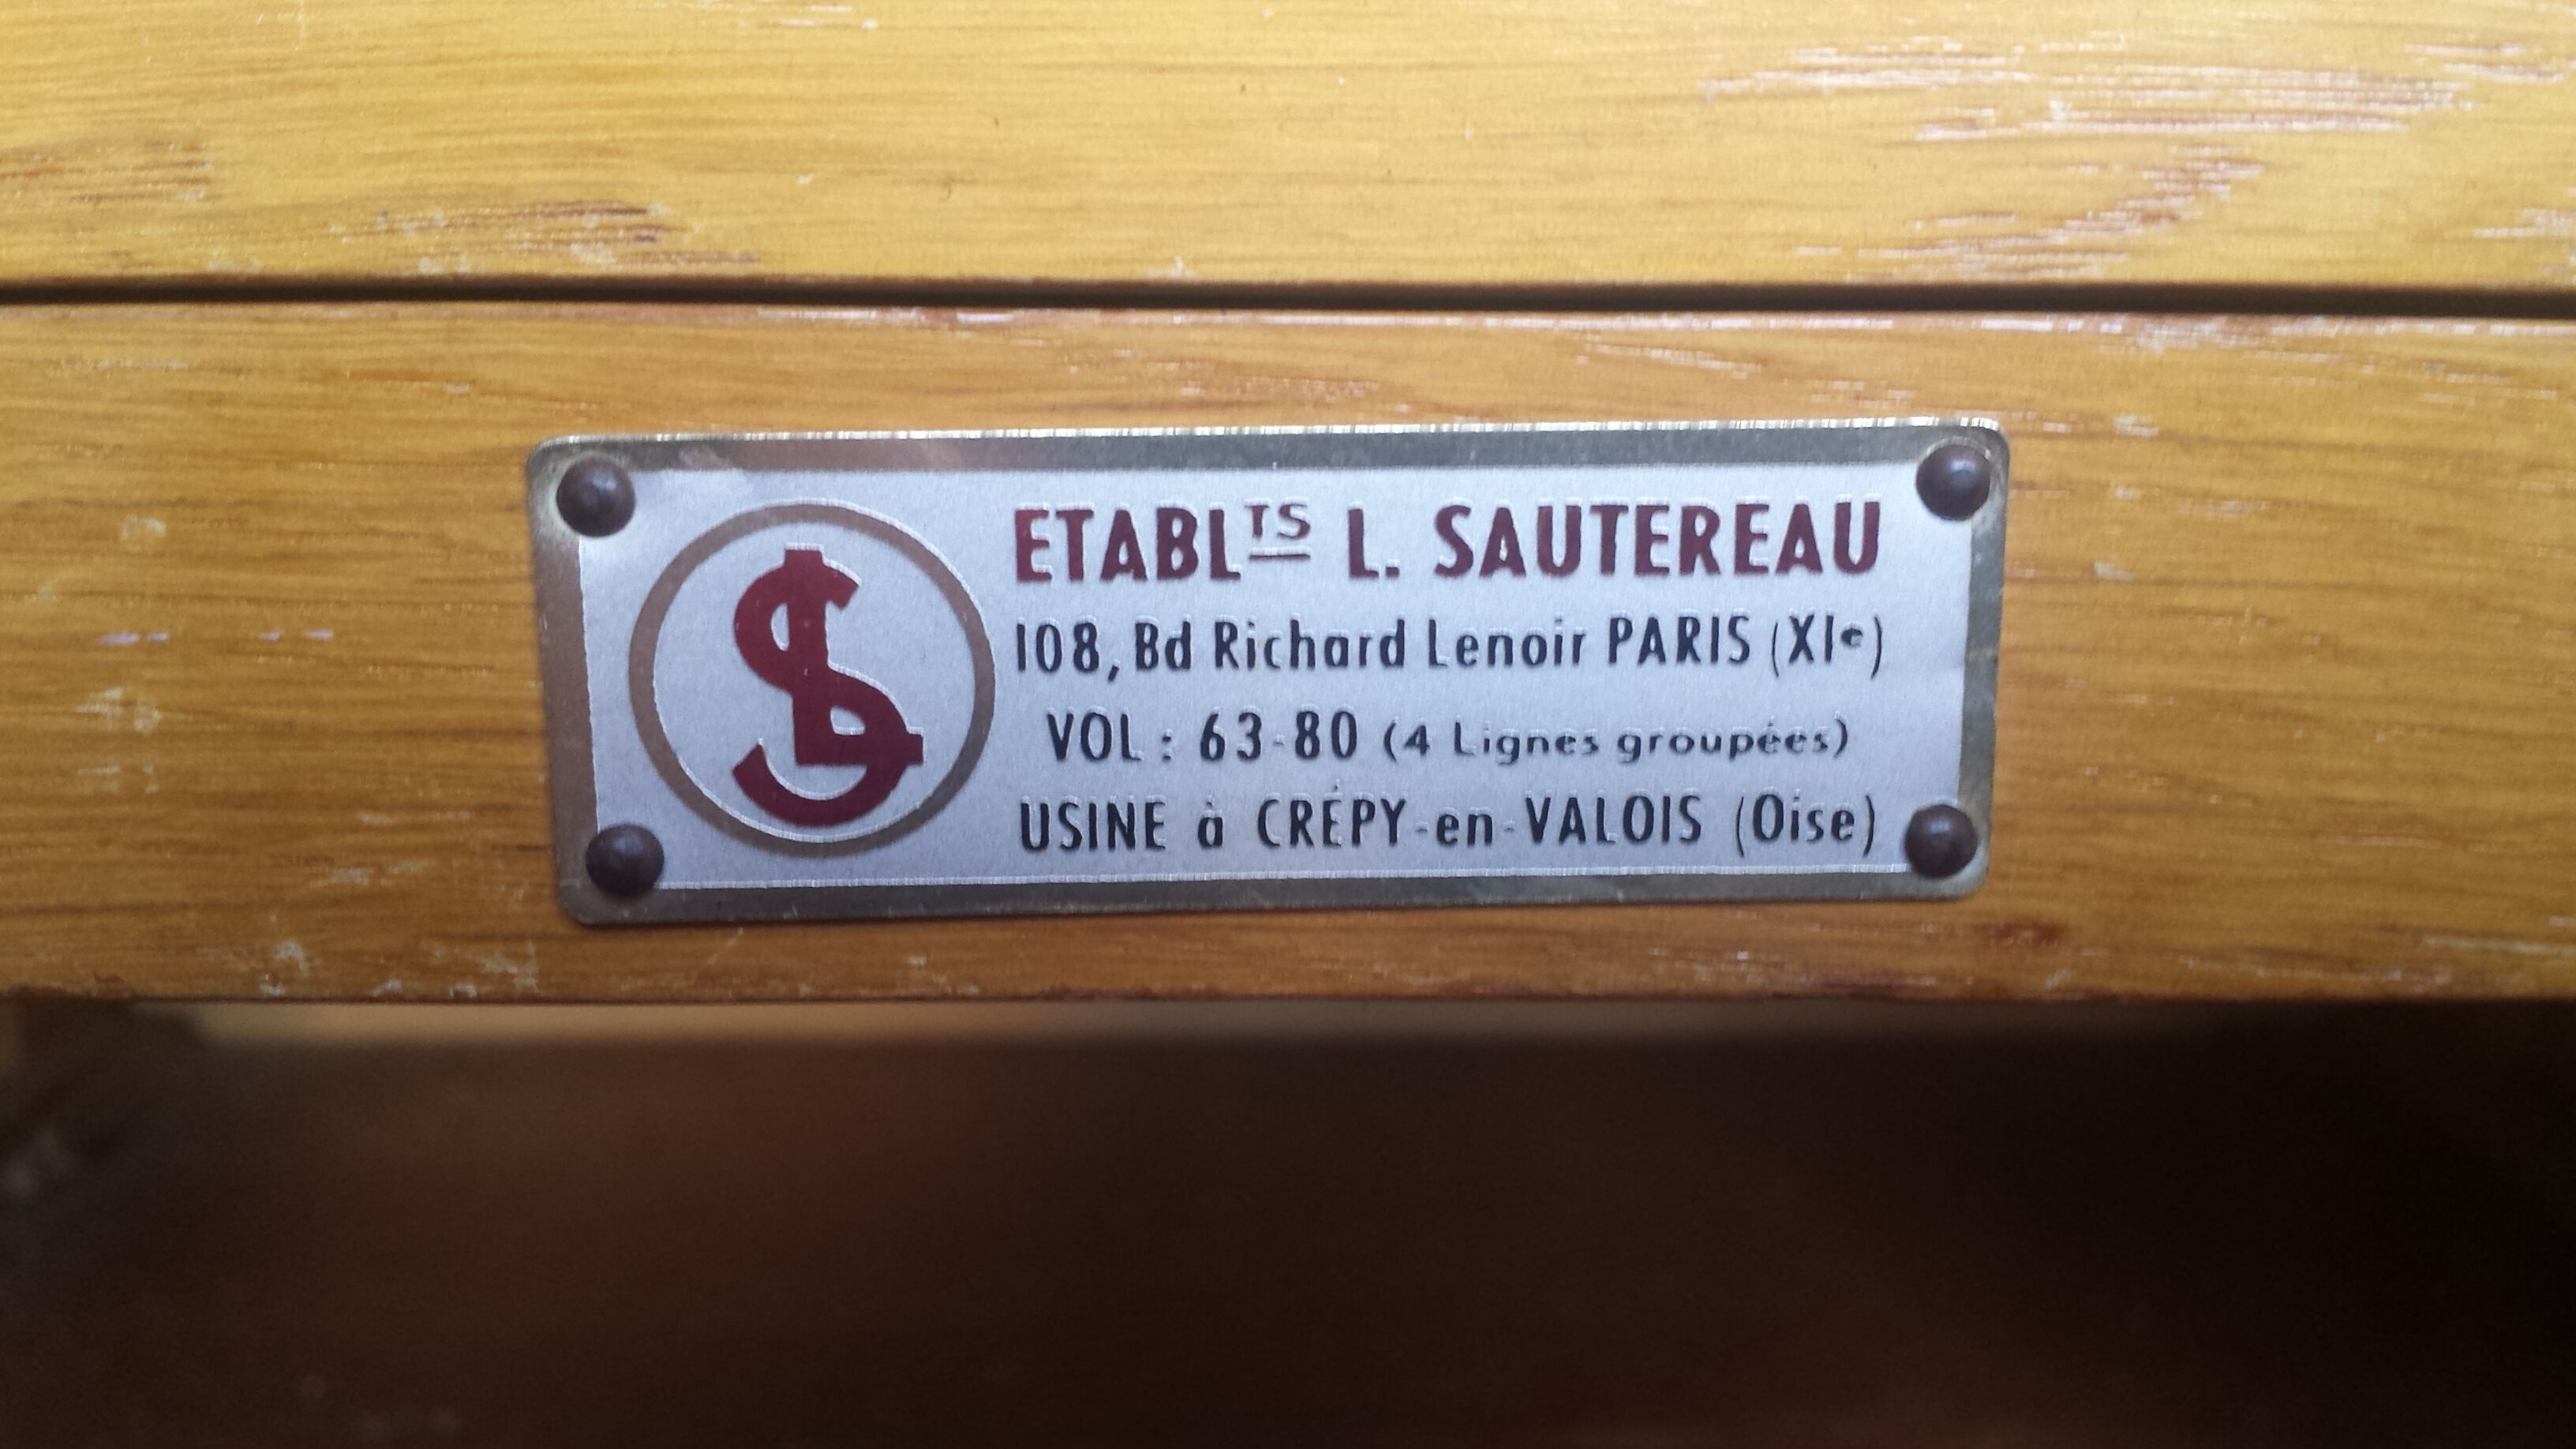 ETABLTS L. SAUTEREAU
108, Bd Richard Lenoir PARIS (XIe)
VOL : 63-80 (4 Lignes groupées)
USINE à CRÉPY-en-VALOIS (Oise)